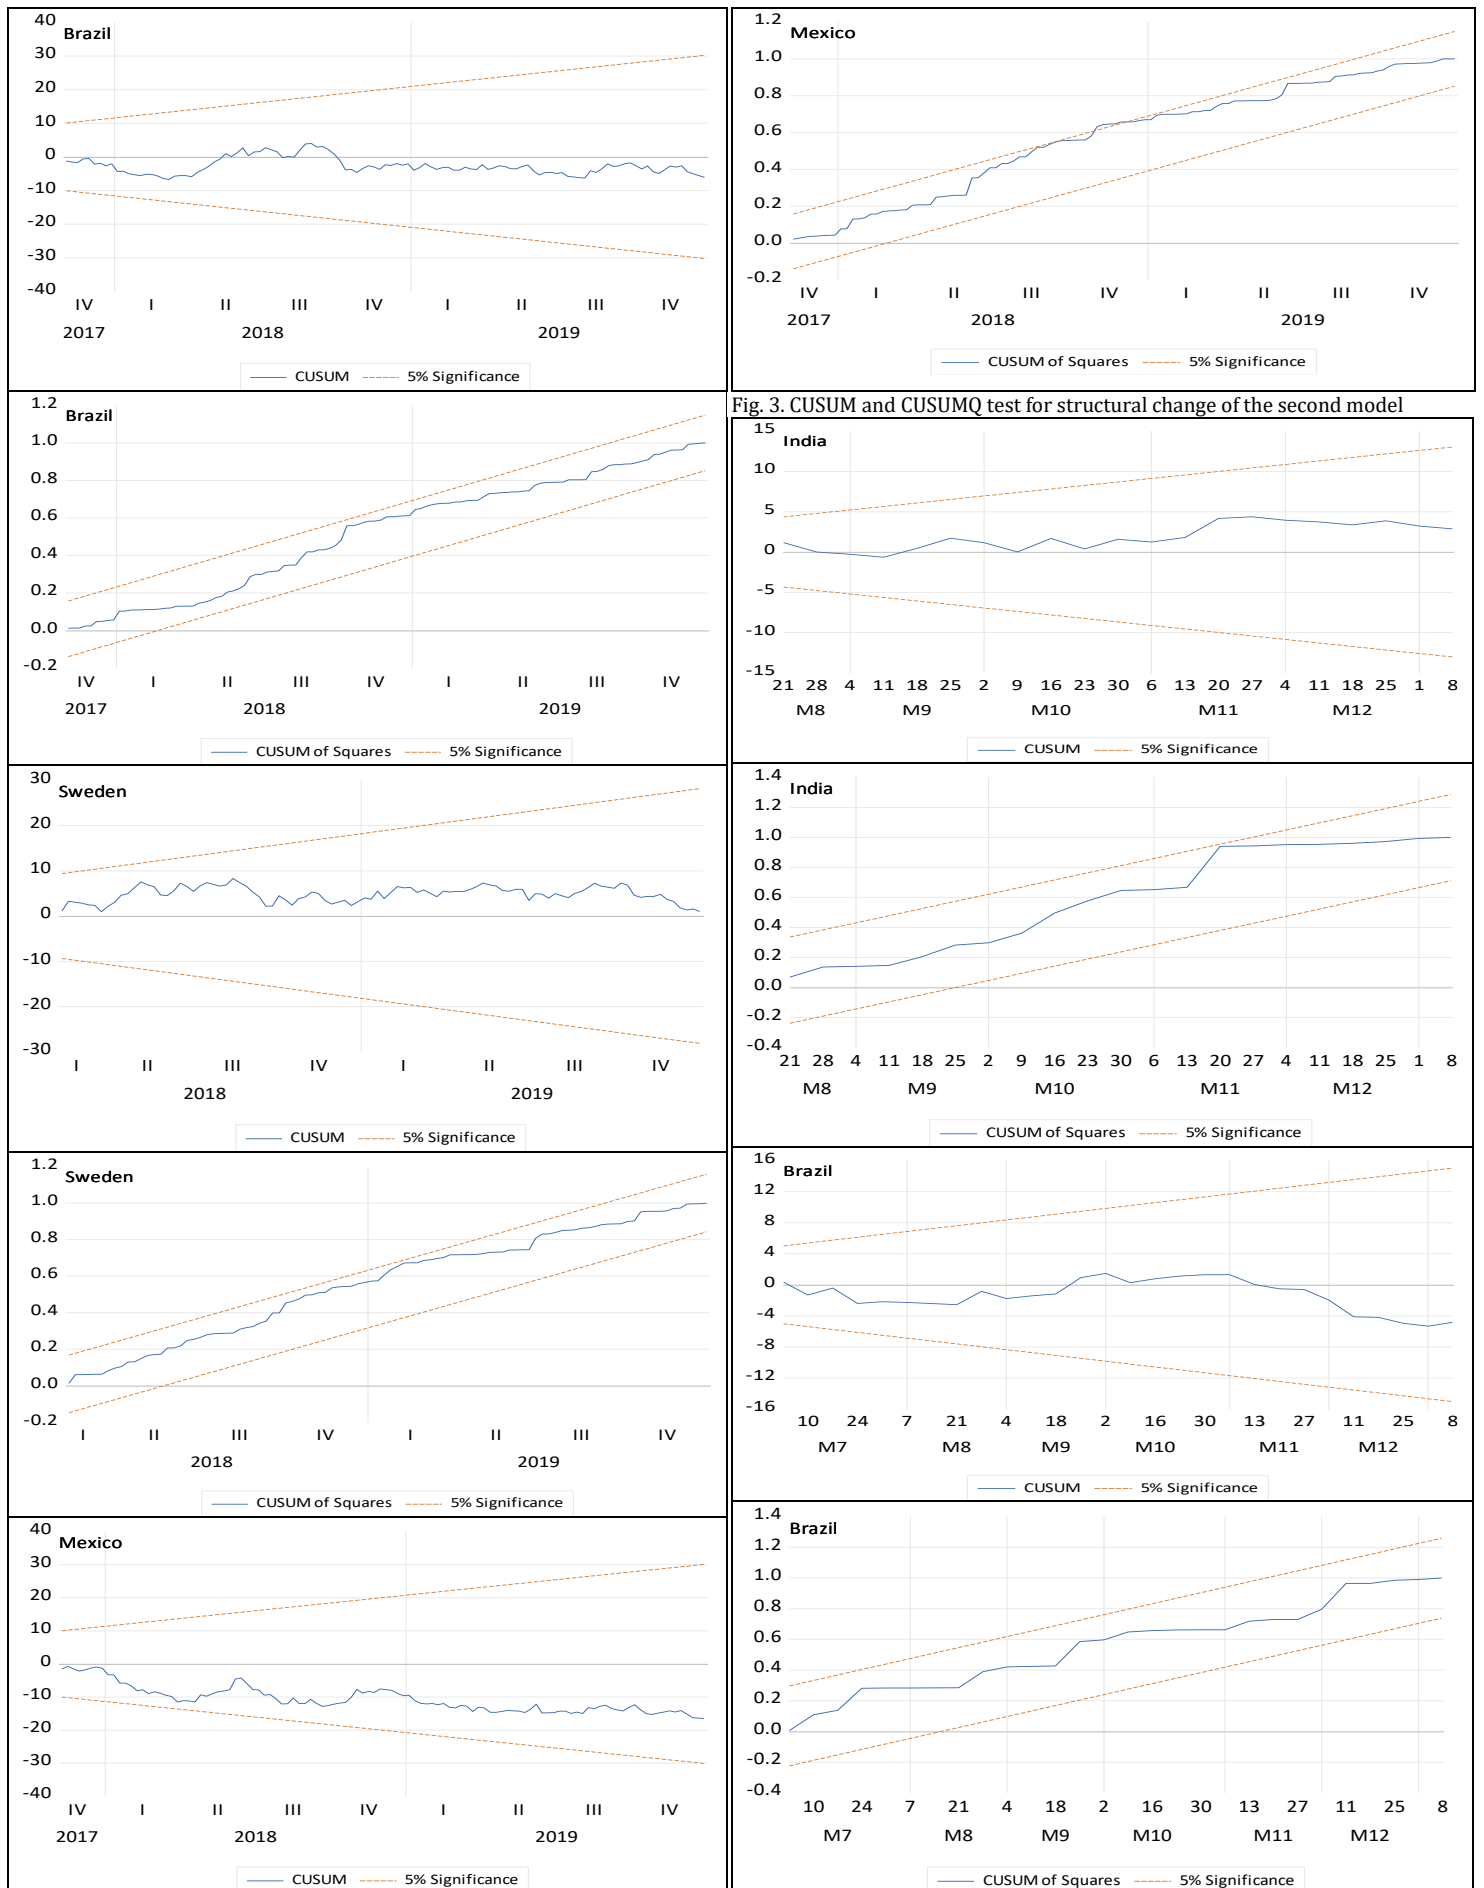 40
Brazil
30
20
10
0
-10
-20
-30
-40
IV I II III IV I II III IV
2017 2018 2019
CUSUM 5% Significance
1.2
Brazil
1.0
0.8
0.6
0.4
0.2
0.0
-0.2
IV I II III IV I II III IV
2017 2018 2019
CUSUM of Squares 5% Significance
30
Sweden
20
10
0
-10
-20
-30
I II III IV I II III IV
2018 2019
CUSUM 5% Significance
1.2
Sweden
1.0
0.8
0.6
0.4
0.2
0.0
-0.2
I II III IV I II III IV
2018 2019
CUSUM of Squares 5% Significance
40
Mexico
30
20
10
0
-10
-20
-30
-40
IV I II III IV I II III IV
2017 2018 2019
CUSUM 5% Significance
1.2
Mexico
1.0
0.8
0.6
0.4
0.2
0.0
-0.2
IV I II III IV I II III IV
2017 2018 2019
CUSUM of Squares 5% Significance
Fig. 3. CUSUM and CUSUMQ test for structural change of the second model
15
India
10
5
0
-5
-10
-15
21 28 4 11 18 25 2 9 16 23 30 6 13 20 27 4 11 18 25 1 8
M8 M9 M10 M11 M12
CUSUM 5% Significance
1.4
India
1.2
1.0
0.8
0.6
0.4
0.2
0.0
-0.2
-0.4
21 28 4 11 18 25 2 9 16 23 30 6 13 20 27 4 11 18 25 1 8
M8 M9 M10 M11 M12
CUSUM of Squares 5% Significance
16
Brazil
12
8
4
0
-4
-8
-12
-16
10 24 7 21 4 18 2 16 30 13 27 11 25 8
M7 M8 M9 M10 M11 M12
CUSUM 5% Significance
1.4
Brazil
1.2
1.0
0.8
0.6
0.4
0.2
0.0
-0.2
-0.4
10 24 7 21 4 18 2 16 30 13 27 11 25 8
M7 M8 M9 M10 M11 M12
CUSUM of Squares 5% Significance